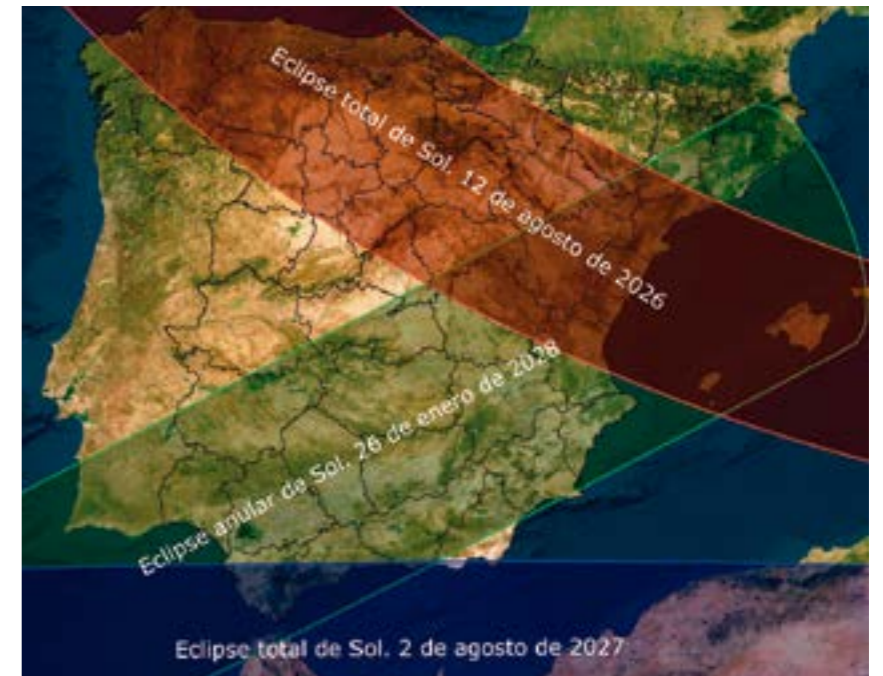 Eclipse total de Sol. 12 de agosto de 2026
Eclipse anular de Sol. 26 de enero de 2028
Eclipse total de Sol. 2 de agosto de 2027